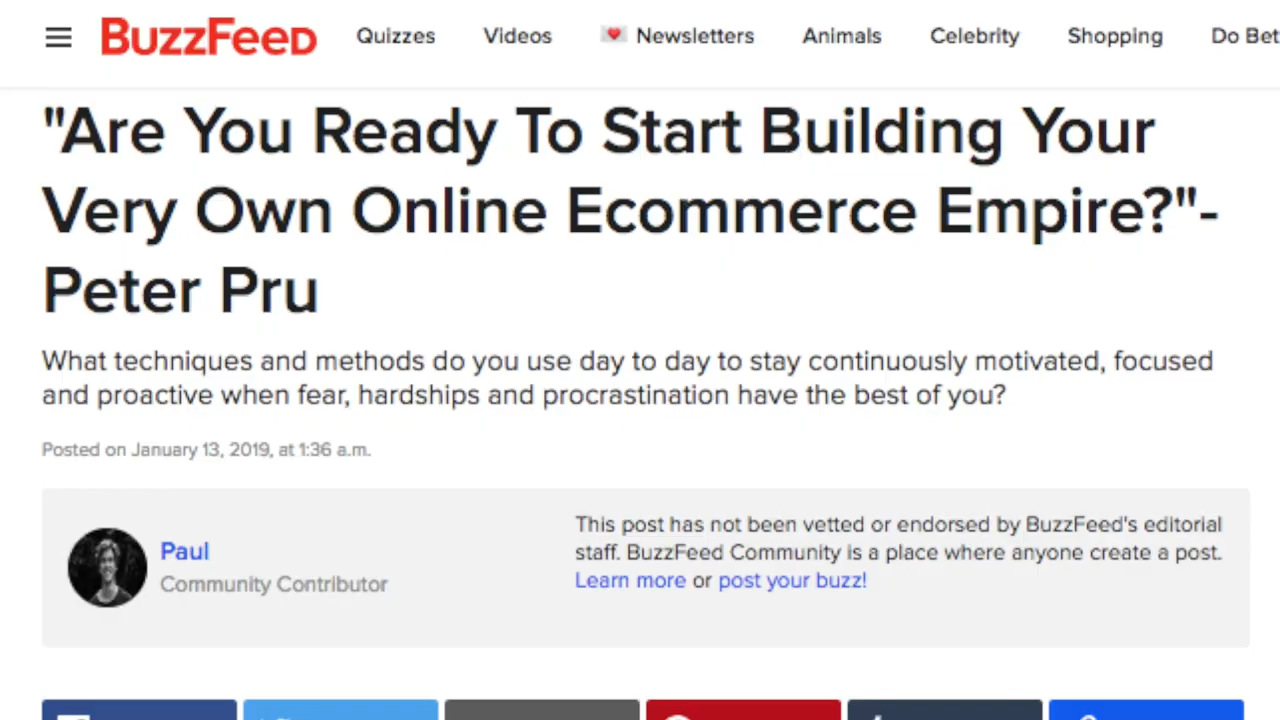 BuzzFeed Quizzes Videos Newsletters Animals Celebrity Shopping Do Bet
"Are You Ready To Start Building Your
Very Own Online Ecommerce Empire?"-
Peter Pru
What techniques and methods do you use day to day to stay continuously motivated, focused
and proactive when fear, hardships and procrastination have the best of you?
Posted on January 13, 2019, at 1:36 a.m.
Paul
Community Contributor
This post has not been vetted or endorsed by BuzzFeed's editorial
staff. BuzzFeed Community is a place where anyone create a post.
Learn more or post your buzz!